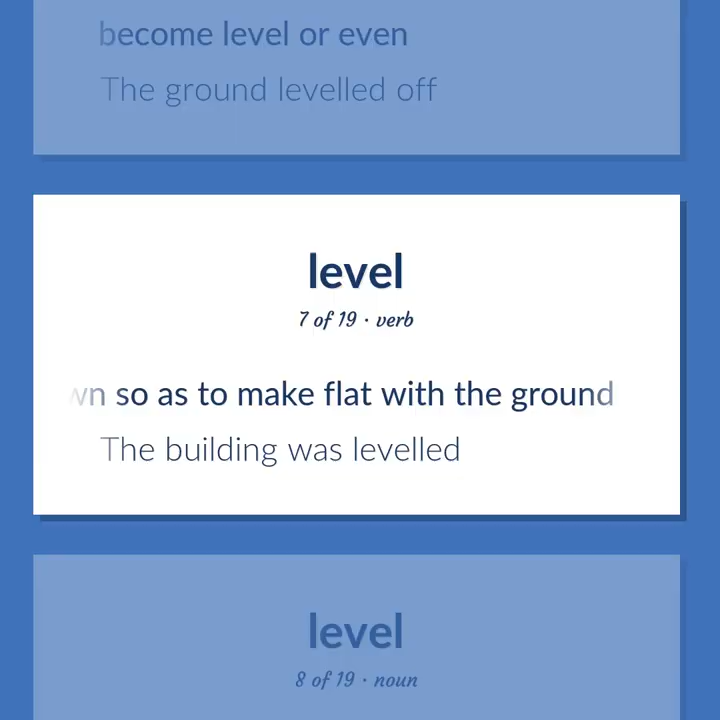 become level or even
The ground levelled off
level
7 of 19 · verb
so as to make flat with the ground
The building was levelled
level
8 of 19 · noun